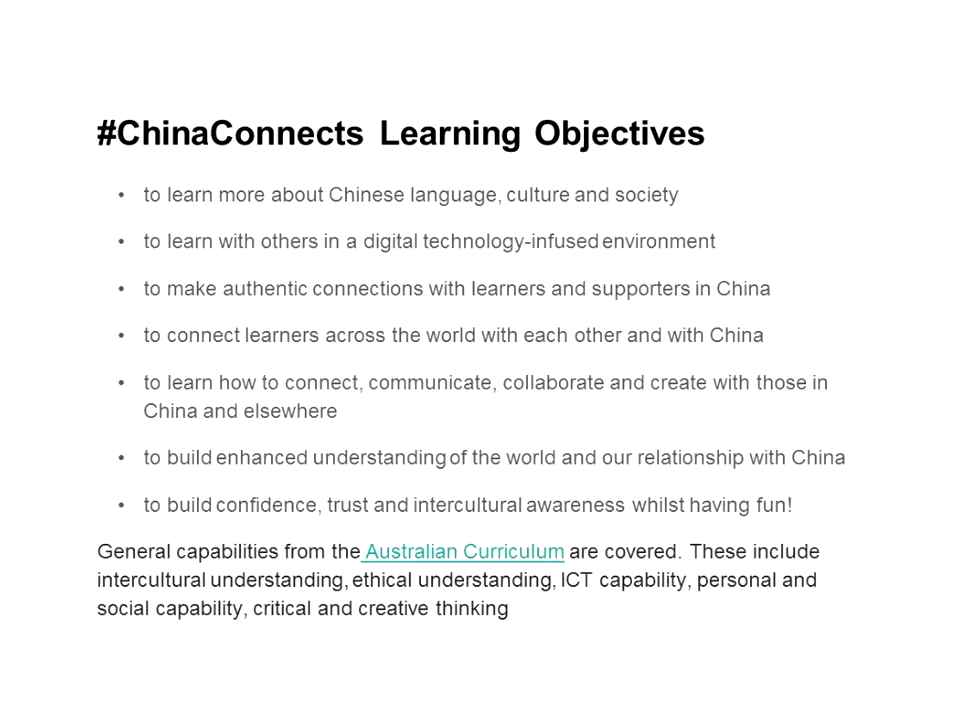 #ChinaConnects Learning Objectives
• to learn more about Chinese language, culture and society
• to learn with others in a digital technology-infused environment
• to make authentic connections with learners and supporters in China
• to connect learners across the world with each other and with China
• to learn how to connect, communicate, collaborate and create with those in
China and elsewhere
• to build enhanced understanding of the world and our relationship with China
• to build confidence, trust and intercultural awareness whilst having fun!
General capabilities from the Australian Curriculum are covered. These include
intercultural understanding, ethical understanding, ICT capability, personal and
social capability, critical and creative thinking